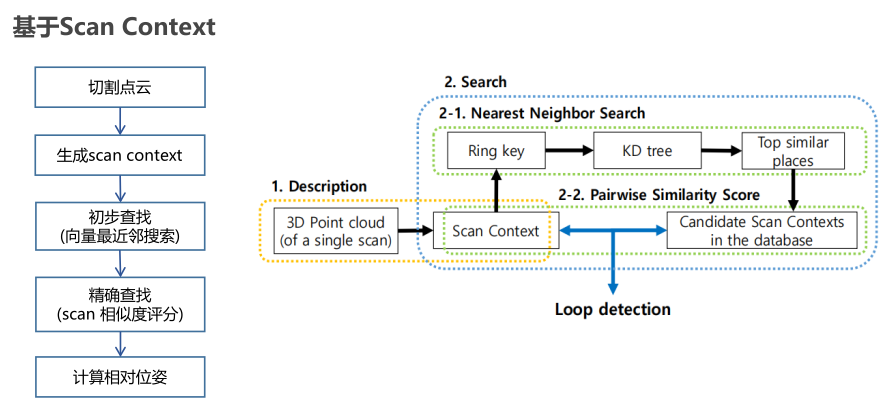 基于Scan Context
切割点云
生成scan context
初步查找
(向量最近邻搜索)
精确查找
(scan 相似度评分)
计算相对位姿
2. Search
2-1. Nearest Neighbor Search
Ring key
KD tree
Top similar
places
1. Description
2-2. Pairwise Similarity Score
3D Point cloud
(of a single scan)
Scan Context
Candidate Scan Contexts
in the database
Loop detection